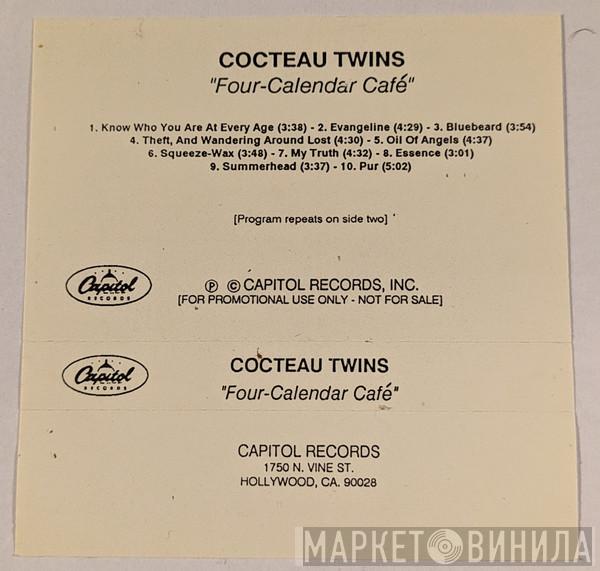 COCTEAU TWINS
"Four-Calendar Café"
1. Know Who You Are At Every Age (3:38) - 2. Evangeline (4:29) - 3. Bluebeard (3:54)
4. Theft, And Wandering Around Lost (4:30) - 5. Oil Of Angels (4:37)
6. Squeeze-Wax (3:48) - 7. My Truth (4:32) - 8. Essence (3:01)
9. Summerhead (3:37) - 10. Pur (5:02)
[Program repeats on side two]
Capitol
RECORDS
℗ © CAPITOL RECORDS, INC.
[FOR PROMOTIONAL USE ONLY - NOT FOR SALE]
Capitol
RECORDS
COCTEAU TWINS
"Four-Calendar Café"
CAPITOL RECORDS
1750 N. VINE ST.
HOLLYWOOD, CA. 90028
МАРКЕТ ВИНИЛА